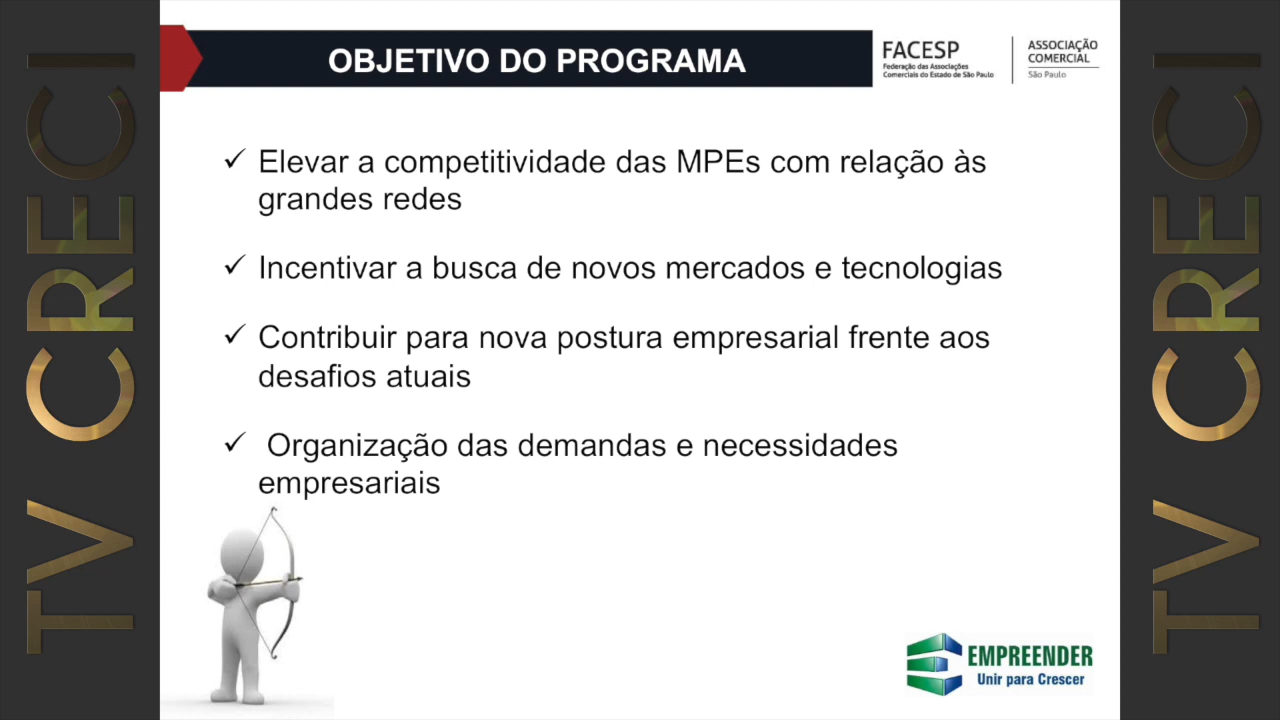 TV CRECI
OBJETIVO DO PROGRAMA
FACESP
Federação das Associações
Comerciais do Estado de São Paulo
ASSOCIAÇÃO
COMERCIAL
São Paulo
✓ Elevar a competitividade das MPEs com relação às
grandes redes
✓ Incentivar a busca de novos mercados e tecnologias
✓ Contribuir para nova postura empresarial frente aos
desafios atuais
✓ Organização das demandas e necessidades
empresariais
EMPREENDER
Unir para Crescer
TV CRECI